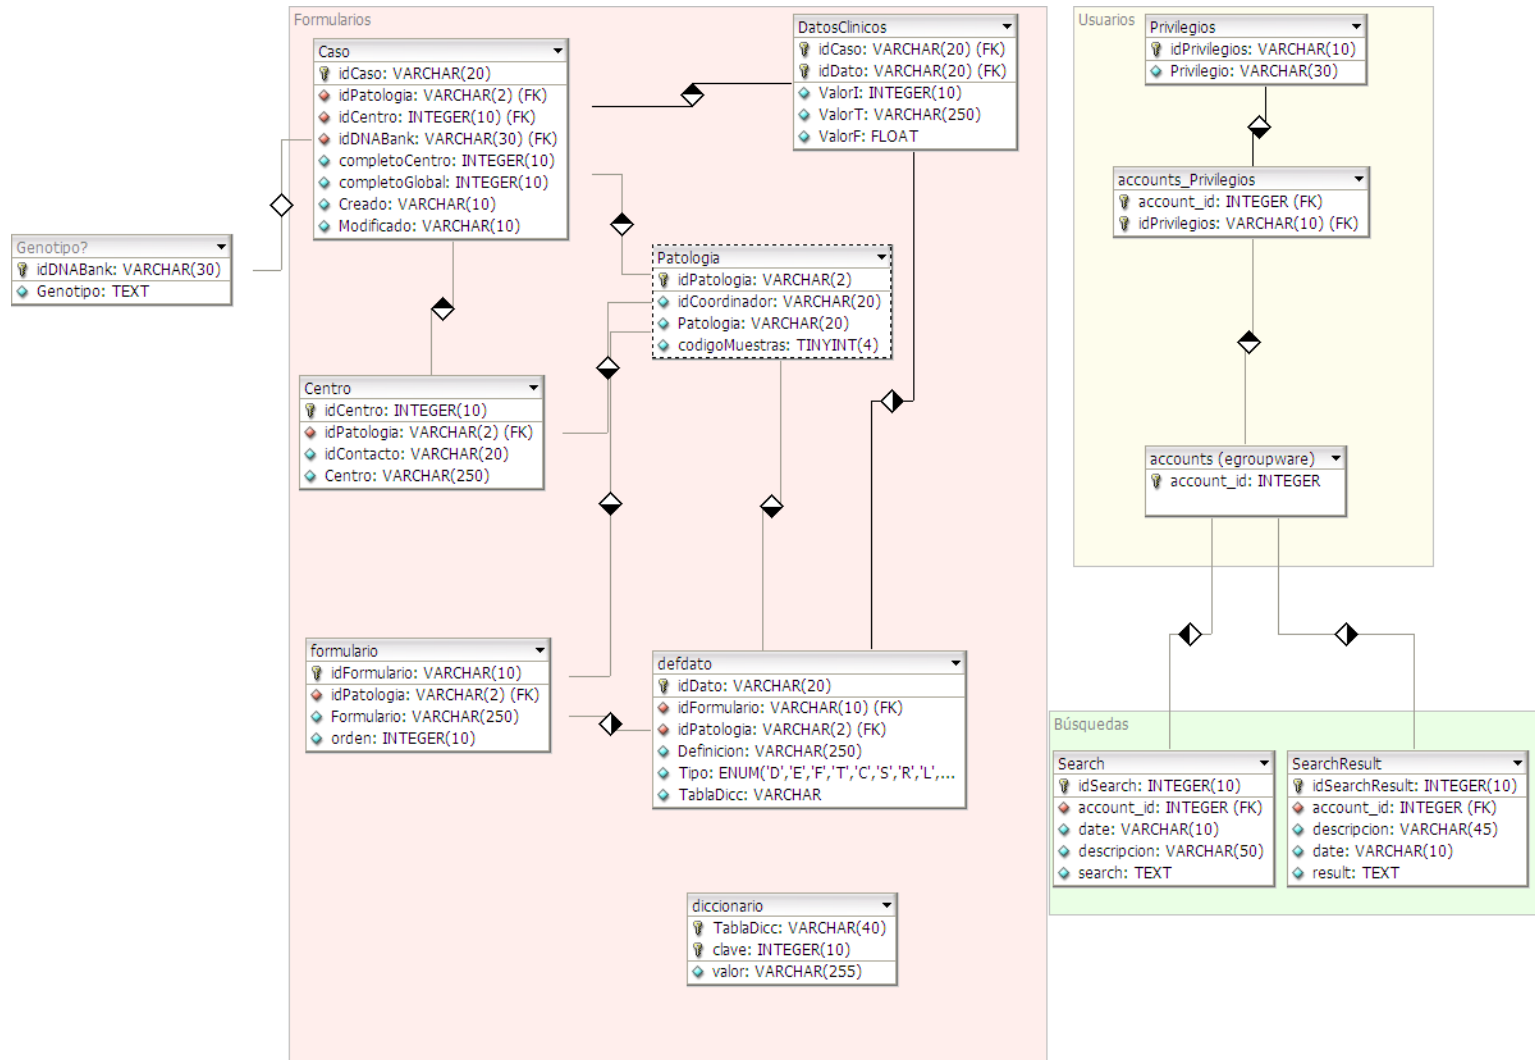 Formularios
Caso
idCaso: VARCHAR(20)
idPatologia: VARCHAR(2) (FK)
idCentro: INTEGER(10) (FK)
idDNABank: VARCHAR(30) (FK)
completoCentro: INTEGER(10)
completoGlobal: INTEGER(10)
Creado: VARCHAR(10)
Modificado: VARCHAR(10)
DatosClinicos
idCaso: VARCHAR(20) (FK)
idDato: VARCHAR(20) (FK)
ValorI: INTEGER(10)
ValorT: VARCHAR(250)
ValorF: FLOAT
Genotipo?
idDNABank: VARCHAR(30)
Genotipo: TEXT
Patologia
idPatologia: VARCHAR(2)
idCoordinador: VARCHAR(20)
Patologia: VARCHAR(20)
codigoMuestras: TINYINT(4)
Centro
idCentro: INTEGER(10)
idPatologia: VARCHAR(2) (FK)
idContacto: VARCHAR(20)
Centro: VARCHAR(250)
formulario
idFormulario: VARCHAR(10)
idPatologia: VARCHAR(2) (FK)
Formulario: VARCHAR(250)
orden: INTEGER(10)
defdato
idDato: VARCHAR(20)
idFormulario: VARCHAR(10) (FK)
idPatologia: VARCHAR(2) (FK)
Definicion: VARCHAR(250)
Tipo: ENUM('D','E','F','T','C','S','R','L',...
TablaDicc: VARCHAR
diccionario
TablaDicc: VARCHAR(40)
clave: INTEGER(10)
valor: VARCHAR(255)
Usuarios
Privilegios
idPrivilegios: VARCHAR(10)
Privilegio: VARCHAR(30)
accounts_Privilegios
account_id: INTEGER (FK)
idPrivilegios: VARCHAR(10) (FK)
accounts (egroupware)
account_id: INTEGER
Búsquedas
Search
idSearch: INTEGER(10)
account_id: INTEGER (FK)
date: VARCHAR(10)
descripcion: VARCHAR(50)
search: TEXT
SearchResult
idSearchResult: INTEGER(10)
account_id: INTEGER (FK)
descripcion: VARCHAR(45)
date: VARCHAR(10)
result: TEXT